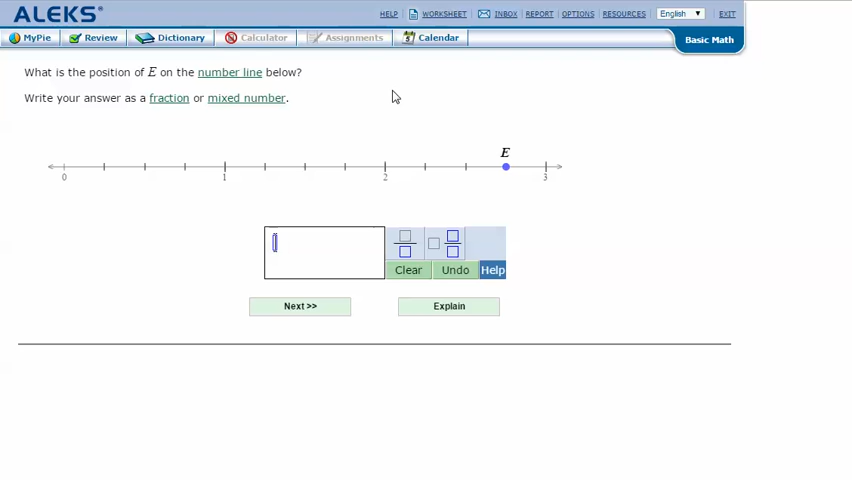 ALEKS
HELP WORKSHEET INBOX REPORT OPTIONS RESOURCES English EXIT
MyPie Review Dictionary Calculator Assignments Calendar Basic Math
What is the position of E on the number line below?
Write your answer as a fraction or mixed number.
E
0 1 2 3
Clear Undo Help
Next >> Explain